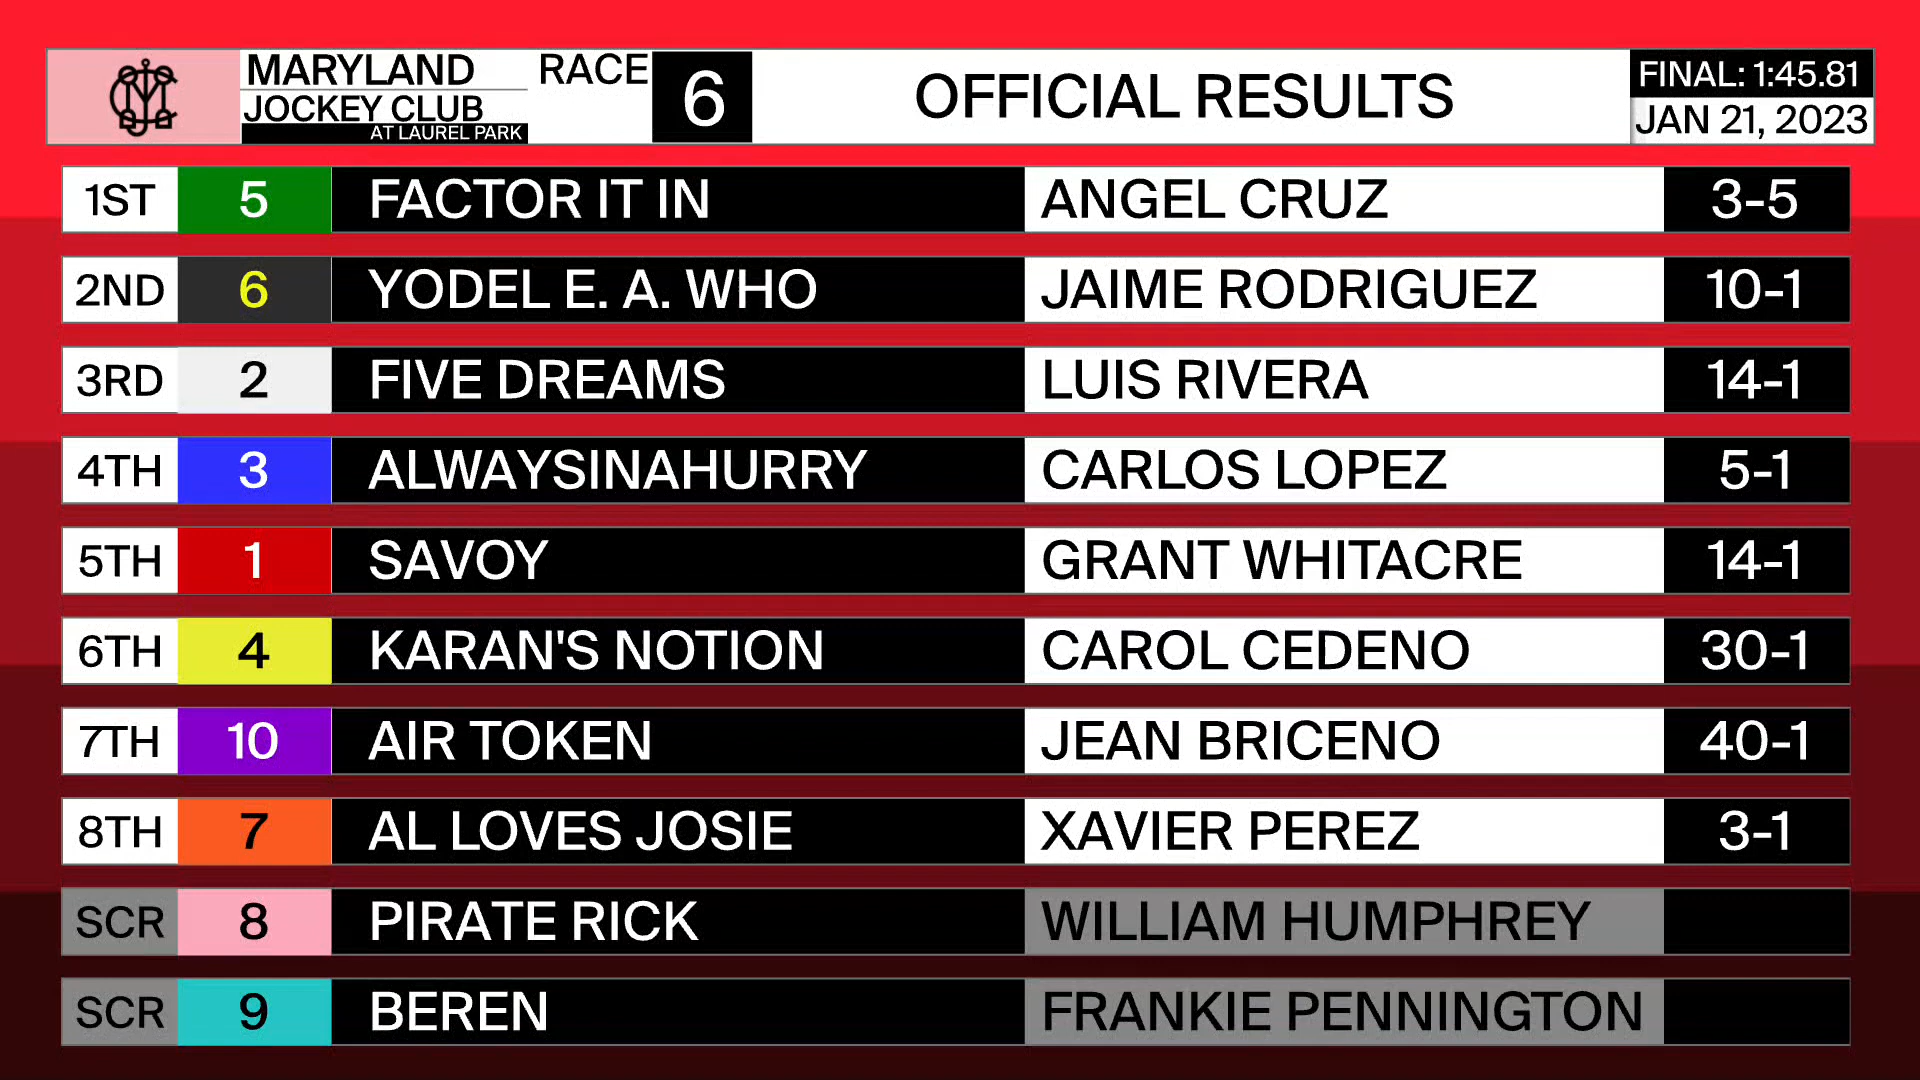 MARYLAND
JOCKEY CLUB
AT LAUREL PARK
RACE 6
OFFICIAL RESULTS
FINAL: 1:45.81
JAN 21, 2023
1ST 5 FACTOR IT IN ANGEL CRUZ 3-5
2ND 6 YODEL E. A. WHO JAIME RODRIGUEZ 10-1
3RD 2 FIVE DREAMS LUIS RIVERA 14-1
4TH 3 ALWAYSINAHURRY CARLOS LOPEZ 5-1
5TH 1 SAVOY GRANT WHITACRE 14-1
6TH 4 KARAN'S NOTION CAROL CEDENO 30-1
7TH 10 AIR TOKEN JEAN BRICENO 40-1
8TH 7 AL LOVES JOSIE XAVIER PEREZ 3-1
SCR 8 PIRATE RICK WILLIAM HUMPHREY
SCR 9 BEREN FRANKIE PENNINGTON